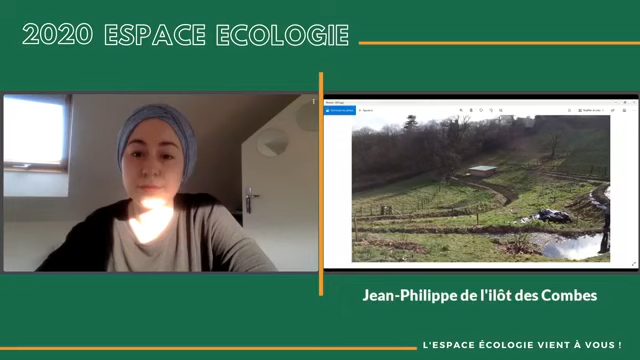 2020 ESPACE ECOLOGIE
Jean-Philippe de l'ilôt des Combes
L'ESPACE ÉCOLOGIE VIENT À VOUS !